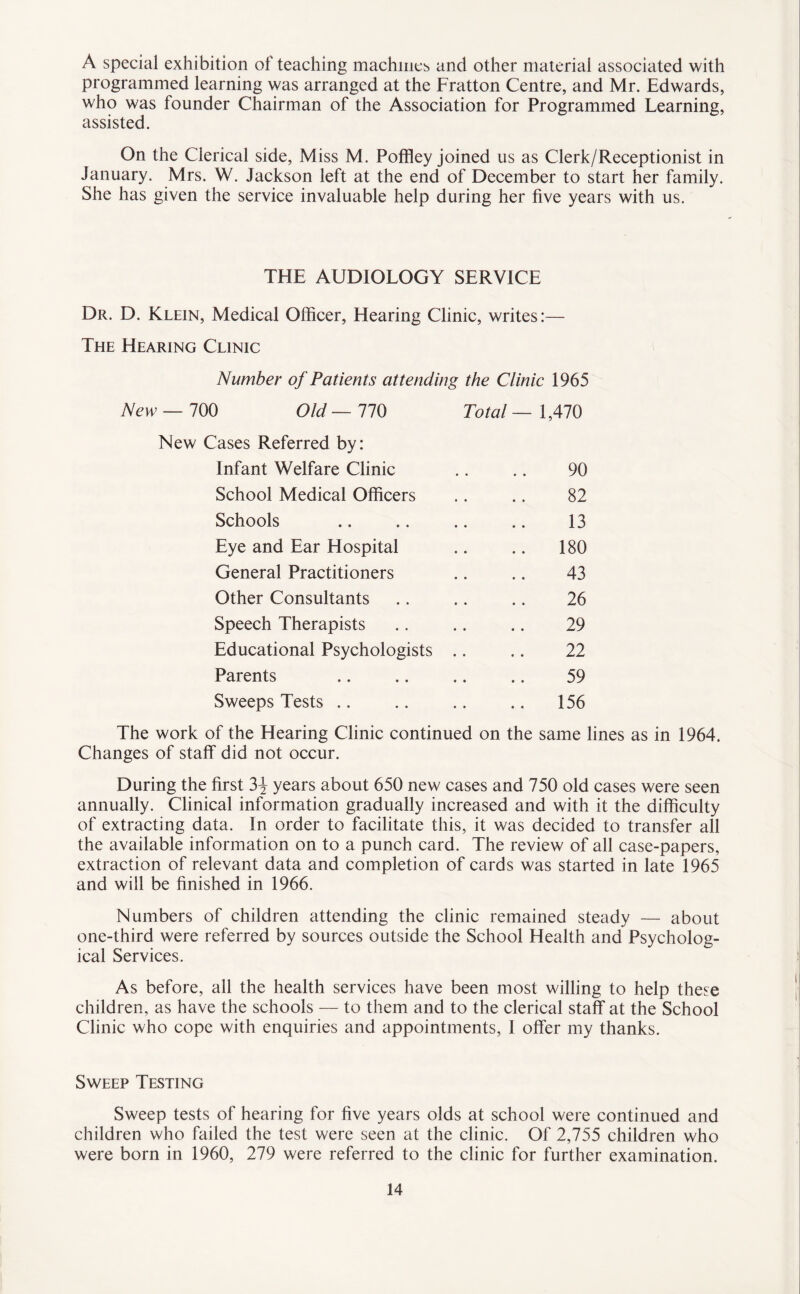 A special exhibition of teaching machines and other material associated with
programmed learning was arranged at the Fratton Centre, and Mr. Edwards,
who was founder Chairman of the Association for Programmed Learning,
assisted.
On the Clerical side, Miss M. Poffley joined us as Clerk/Receptionist in
January. Mrs. W. Jackson left at the end of December to start her family.
She has given the service invaluable help during her five years with us.
THE AUDIOLOGY SERVICE
Dr. D. Klein, Medical Officer, Hearing Clinic, writes:—
The Hearing Clinic
Number of Patients attending the Clinic 1965
New — 700 Old — 770 Total — 1,470
New Cases Referred by:
Infant Welfare Clinic .. .. 90
School Medical Officers .. .. 82
Schools .. .. .. .. 13
Eye and Ear Hospital .. .. 180
General Practitioners .. .. 43
Other Consultants .. .. .. 26
Speech Therapists .. .. .. 29
Educational Psychologists .. .. 22
Parents .. .. .. .. 59
Sweeps Tests .. .. .. .. 156
The work of the Hearing Clinic continued on the same lines as in 1964.
Changes of staff did not occur.
During the first 3½ years about 650 new cases and 750 old cases were seen
annually. Clinical information gradually increased and with it the difficulty
of extracting data. In order to facilitate this, it was decided to transfer all
the available information on to a punch card. The review of all case-papers,
extraction of relevant data and completion of cards was started in late 1965
and will be finished in 1966.
Numbers of children attending the clinic remained steady — about
one-third were referred by sources outside the School Health and Psycholog-
ical Services.
As before, all the health services have been most willing to help these
children, as have the schools — to them and to the clerical staff at the School
Clinic who cope with enquiries and appointments, I offer my thanks.
Sweep Testing
Sweep tests of hearing for five years olds at school were continued and
children who failed the test were seen at the clinic. Of 2,755 children who
were born in 1960, 279 were referred to the clinic for further examination.
14